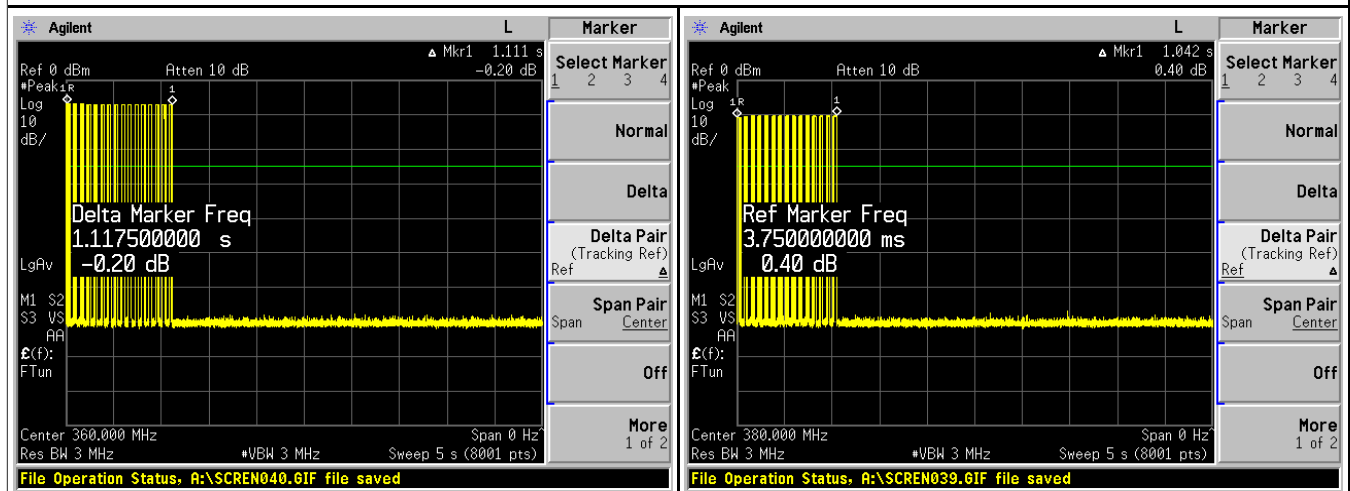 Agilent L Marker
Δ Mkr1 1.111 s
Ref 0 dBm Atten 10 dB -0.20 dB
#Peak 1R 1
Log
10
dB/
Delta Marker Freq
1.117500000 s
-0.20 dB
LgAv
M1 S2
S3 VS
AA
£(f):
FTun
Center 360.000 MHz Span 0 Hz^
Res BW 3 MHz #VBW 3 MHz Sweep 5 s (8001 pts)
File Operation Status, A:\SCREN040.GIF file saved
Select Marker
1 2 3 4
Normal
Delta
Delta Pair
(Tracking Ref)
Ref Δ
Span Pair
Span Center
Off
More
1 of 2
Agilent L Marker
Δ Mkr1 1.042 s
Ref 0 dBm Atten 10 dB 0.40 dB
#Peak
Log 1R 1
10
dB/
Ref Marker Freq
3.750000000 ms
0.40 dB
LgAv
M1 S2
S3 VS
AA
£(f):
FTun
Center 380.000 MHz Span 0 Hz^
Res BW 3 MHz #VBW 3 MHz Sweep 5 s (8001 pts)
File Operation Status, A:\SCREN039.GIF file saved
Select Marker
1 2 3 4
Normal
Delta
Delta Pair
(Tracking Ref)
Ref Δ
Span Pair
Span Center
Off
More
1 of 2